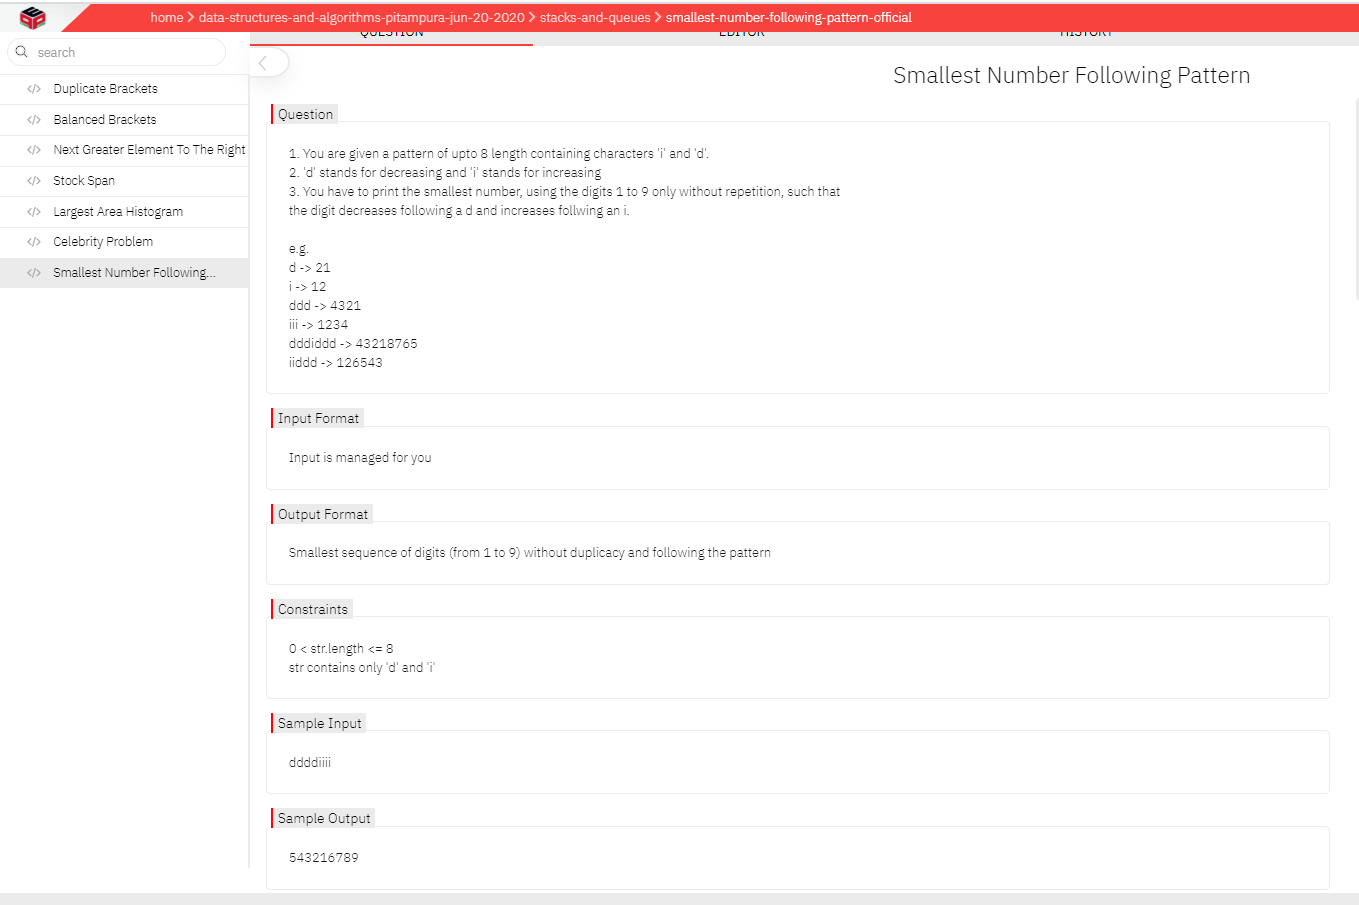 home > data-structures-and-algorithms-pitampura-jun-20-2020 > stacks-and-queues > smallest-number-following-pattern-official
QUESTION EDITOR HISTORY
search
Duplicate Brackets
Balanced Brackets
Next Greater Element To The Right
Stock Span
Largest Area Histogram
Celebrity Problem
Smallest Number Following...
Smallest Number Following Pattern
Question
1. You are given a pattern of upto 8 length containing characters 'i' and 'd'.
2. 'd' stands for decreasing and 'i' stands for increasing
3. You have to print the smallest number, using the digits 1 to 9 only without repetition, such that
the digit decreases following a d and increases follwing an i.
e.g.
d -> 21
i -> 12
ddd -> 4321
iii -> 1234
dddiddd -> 43218765
iiddd -> 126543
Input Format
Input is managed for you
Output Format
Smallest sequence of digits (from 1 to 9) without duplicacy and following the pattern
Constraints
0 < str.length <= 8
str contains only 'd' and 'i'
Sample Input
ddddiiii
Sample Output
543216789